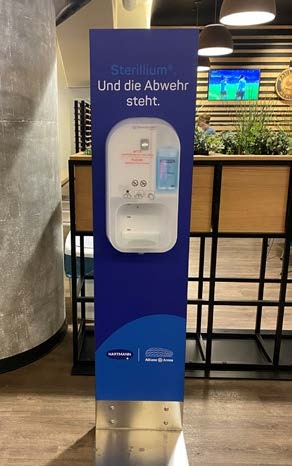 Sterillium®.
Und die Abwehr
steht.
HARTMANN
Allianz Arena